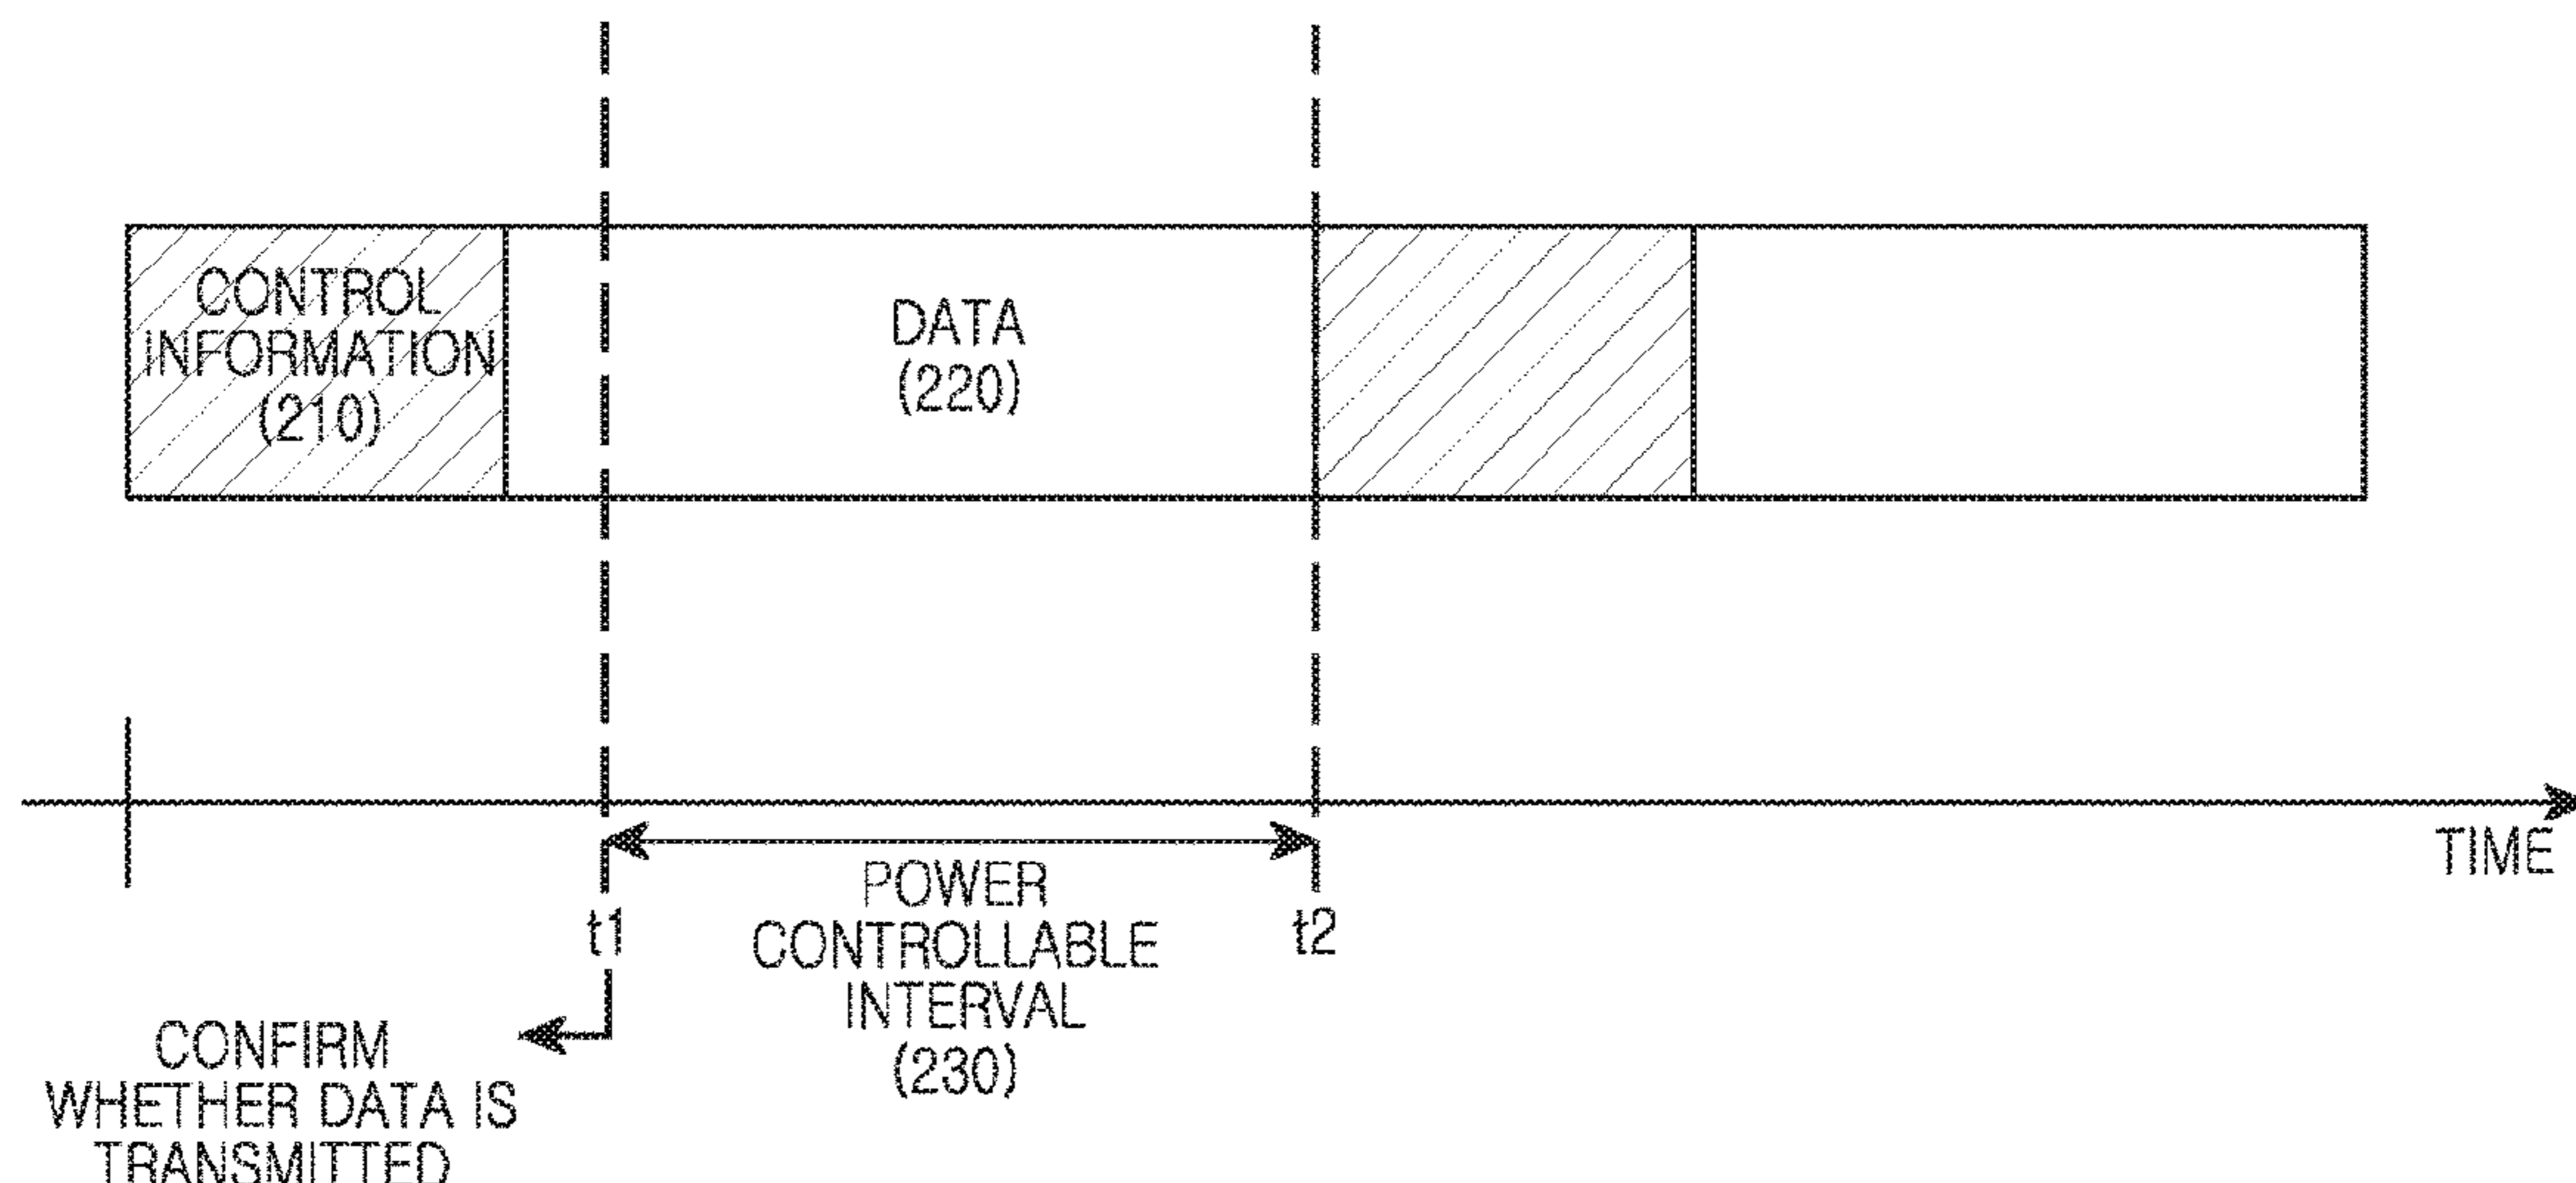 CONTROL
INFORMATION
(210)
DATA
(220)
TIME
t1
POWER
CONTROLLABLE
INTERVAL
(230)
t2
CONFIRM
WHETHER DATA IS
TRANSMITTED